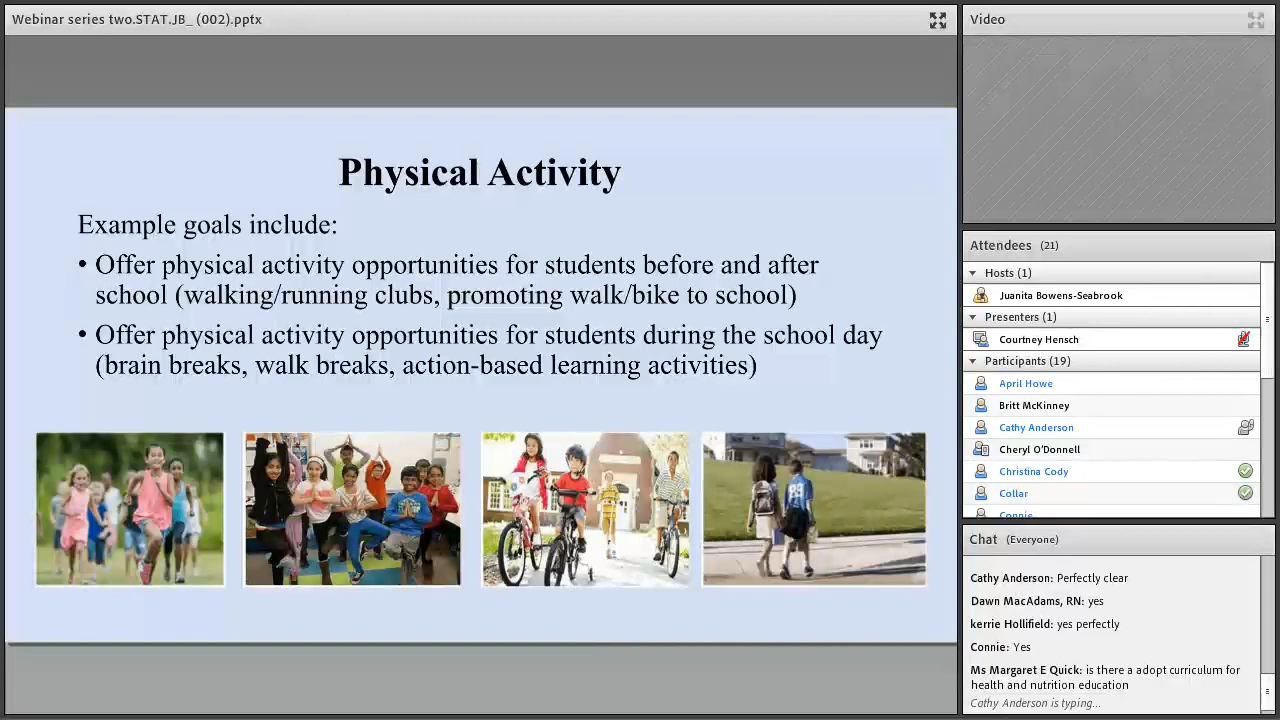 Webinar series two.STAT.JB_ (002).pptx
Physical Activity
Example goals include:
• Offer physical activity opportunities for students before and after
school (walking/running clubs, promoting walk/bike to school)
• Offer physical activity opportunities for students during the school day
(brain breaks, walk breaks, action-based learning activities)
89
Video
Attendees (21)
Hosts (1)
Juanita Bowens-Seabrook
Presenters (1)
Courtney Hensch
Participants (19)
April Howe
Britt McKinney
Cathy Anderson
Cheryl O'Donnell
Christina Cody
Collar
Connie
Chat (Everyone)
Cathy Anderson: Perfectly clear
Dawn MacAdams, RN: yes
kerrie Hollifield: yes perfectly
Connie: Yes
Ms Margaret E Quick: is there a adopt curriculum for
health and nutrition education
Cathy Anderson is typing...